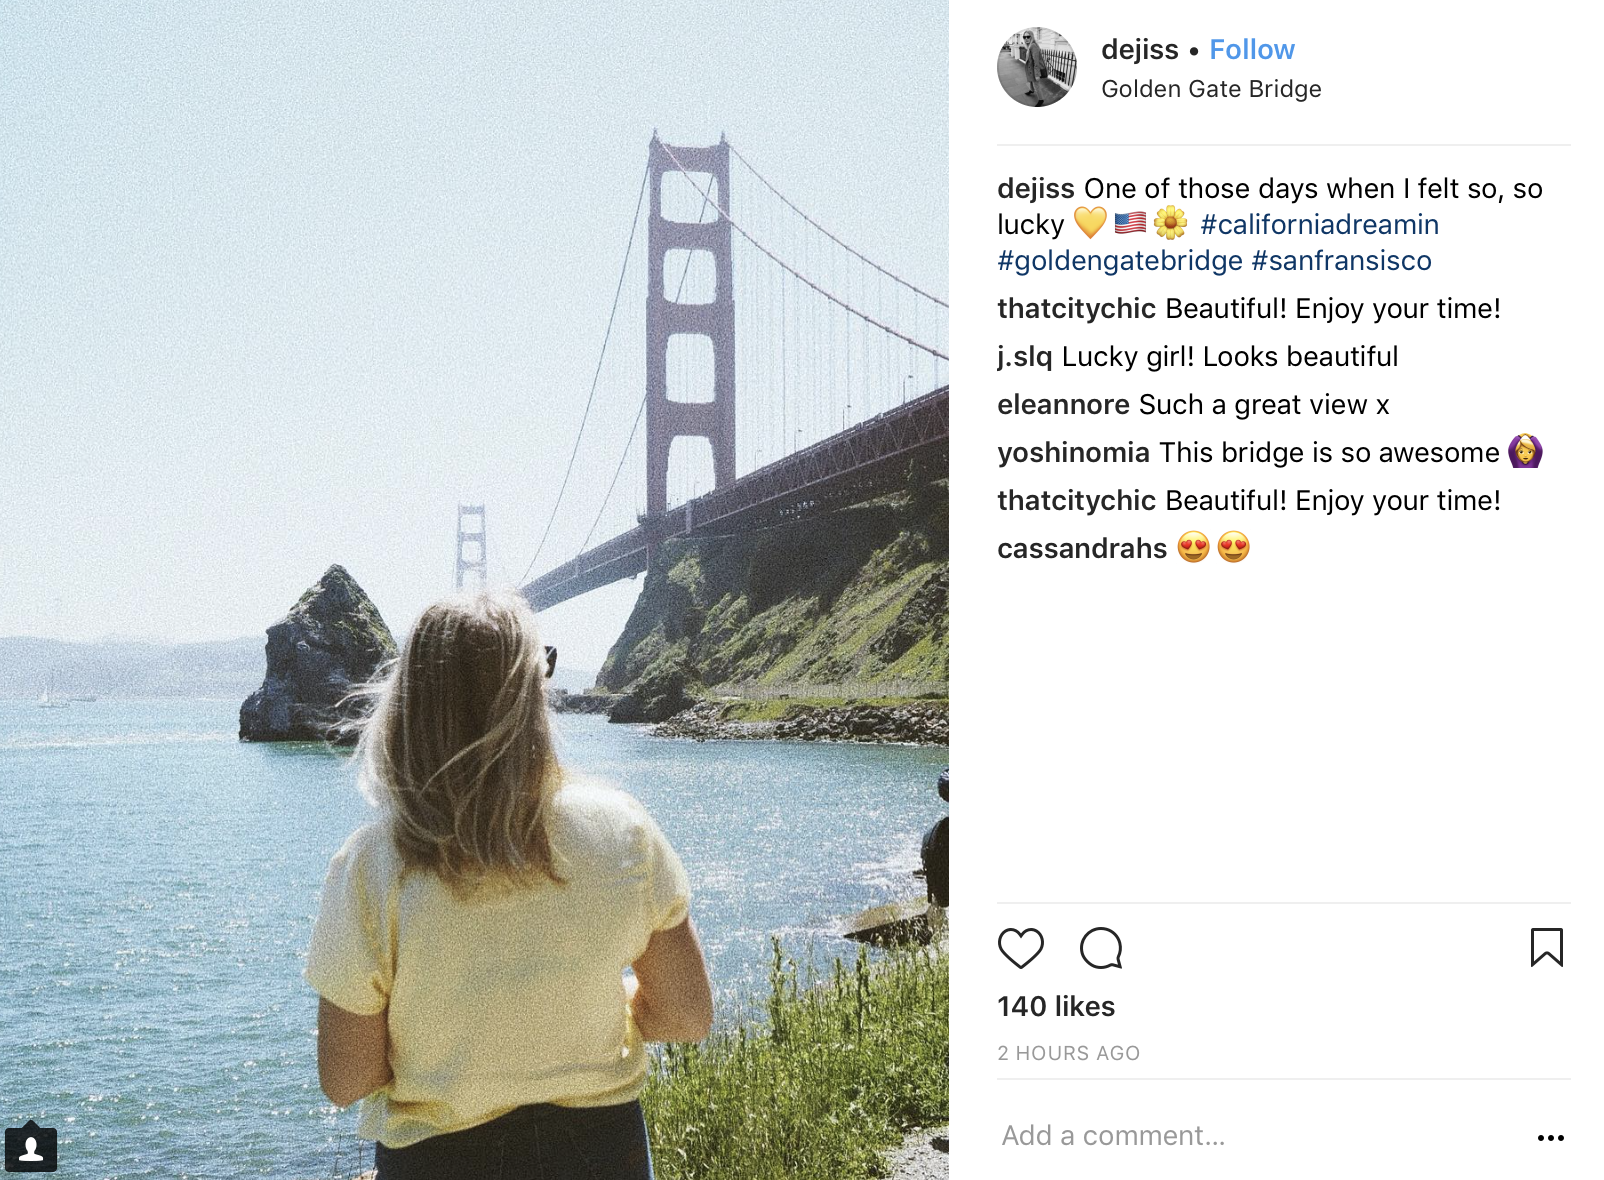 dejiss • Follow
Golden Gate Bridge
dejiss One of those days when I felt so, so
lucky 💛🇺🇸🌼 #californiadreamin
#goldengatebridge #sanfransisco
thatcitychic Beautiful! Enjoy your time!
j.slq Lucky girl! Looks beautiful
eleannore Such a great view x
yoshinomia This bridge is so awesome 🙆🏼
thatcitychic Beautiful! Enjoy your time!
cassandrahs 😍😍
140 likes
2 HOURS AGO
Add a comment...